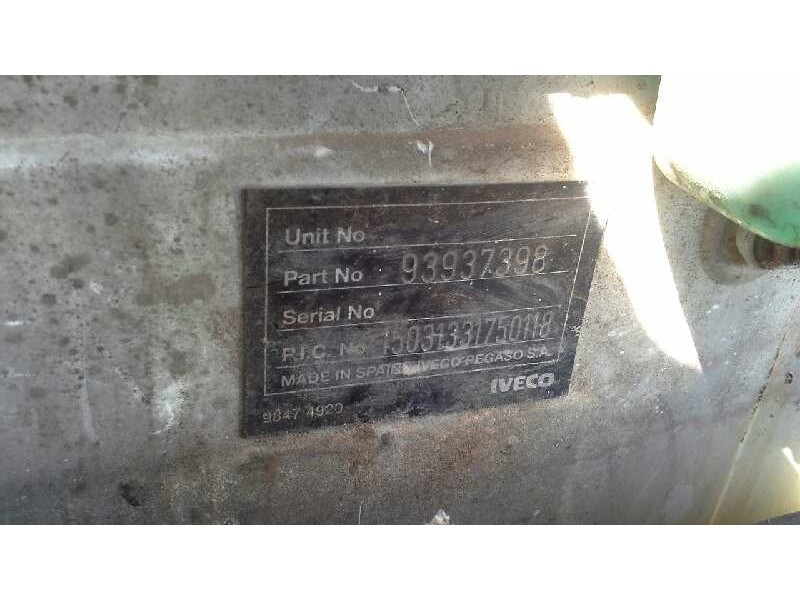 Unit No
Part No 93937398
Serial No
P.I.C. No 15031331750118
MADE IN SPAIN IVECO-PEGASO S.A.
IVECO
9847 4920